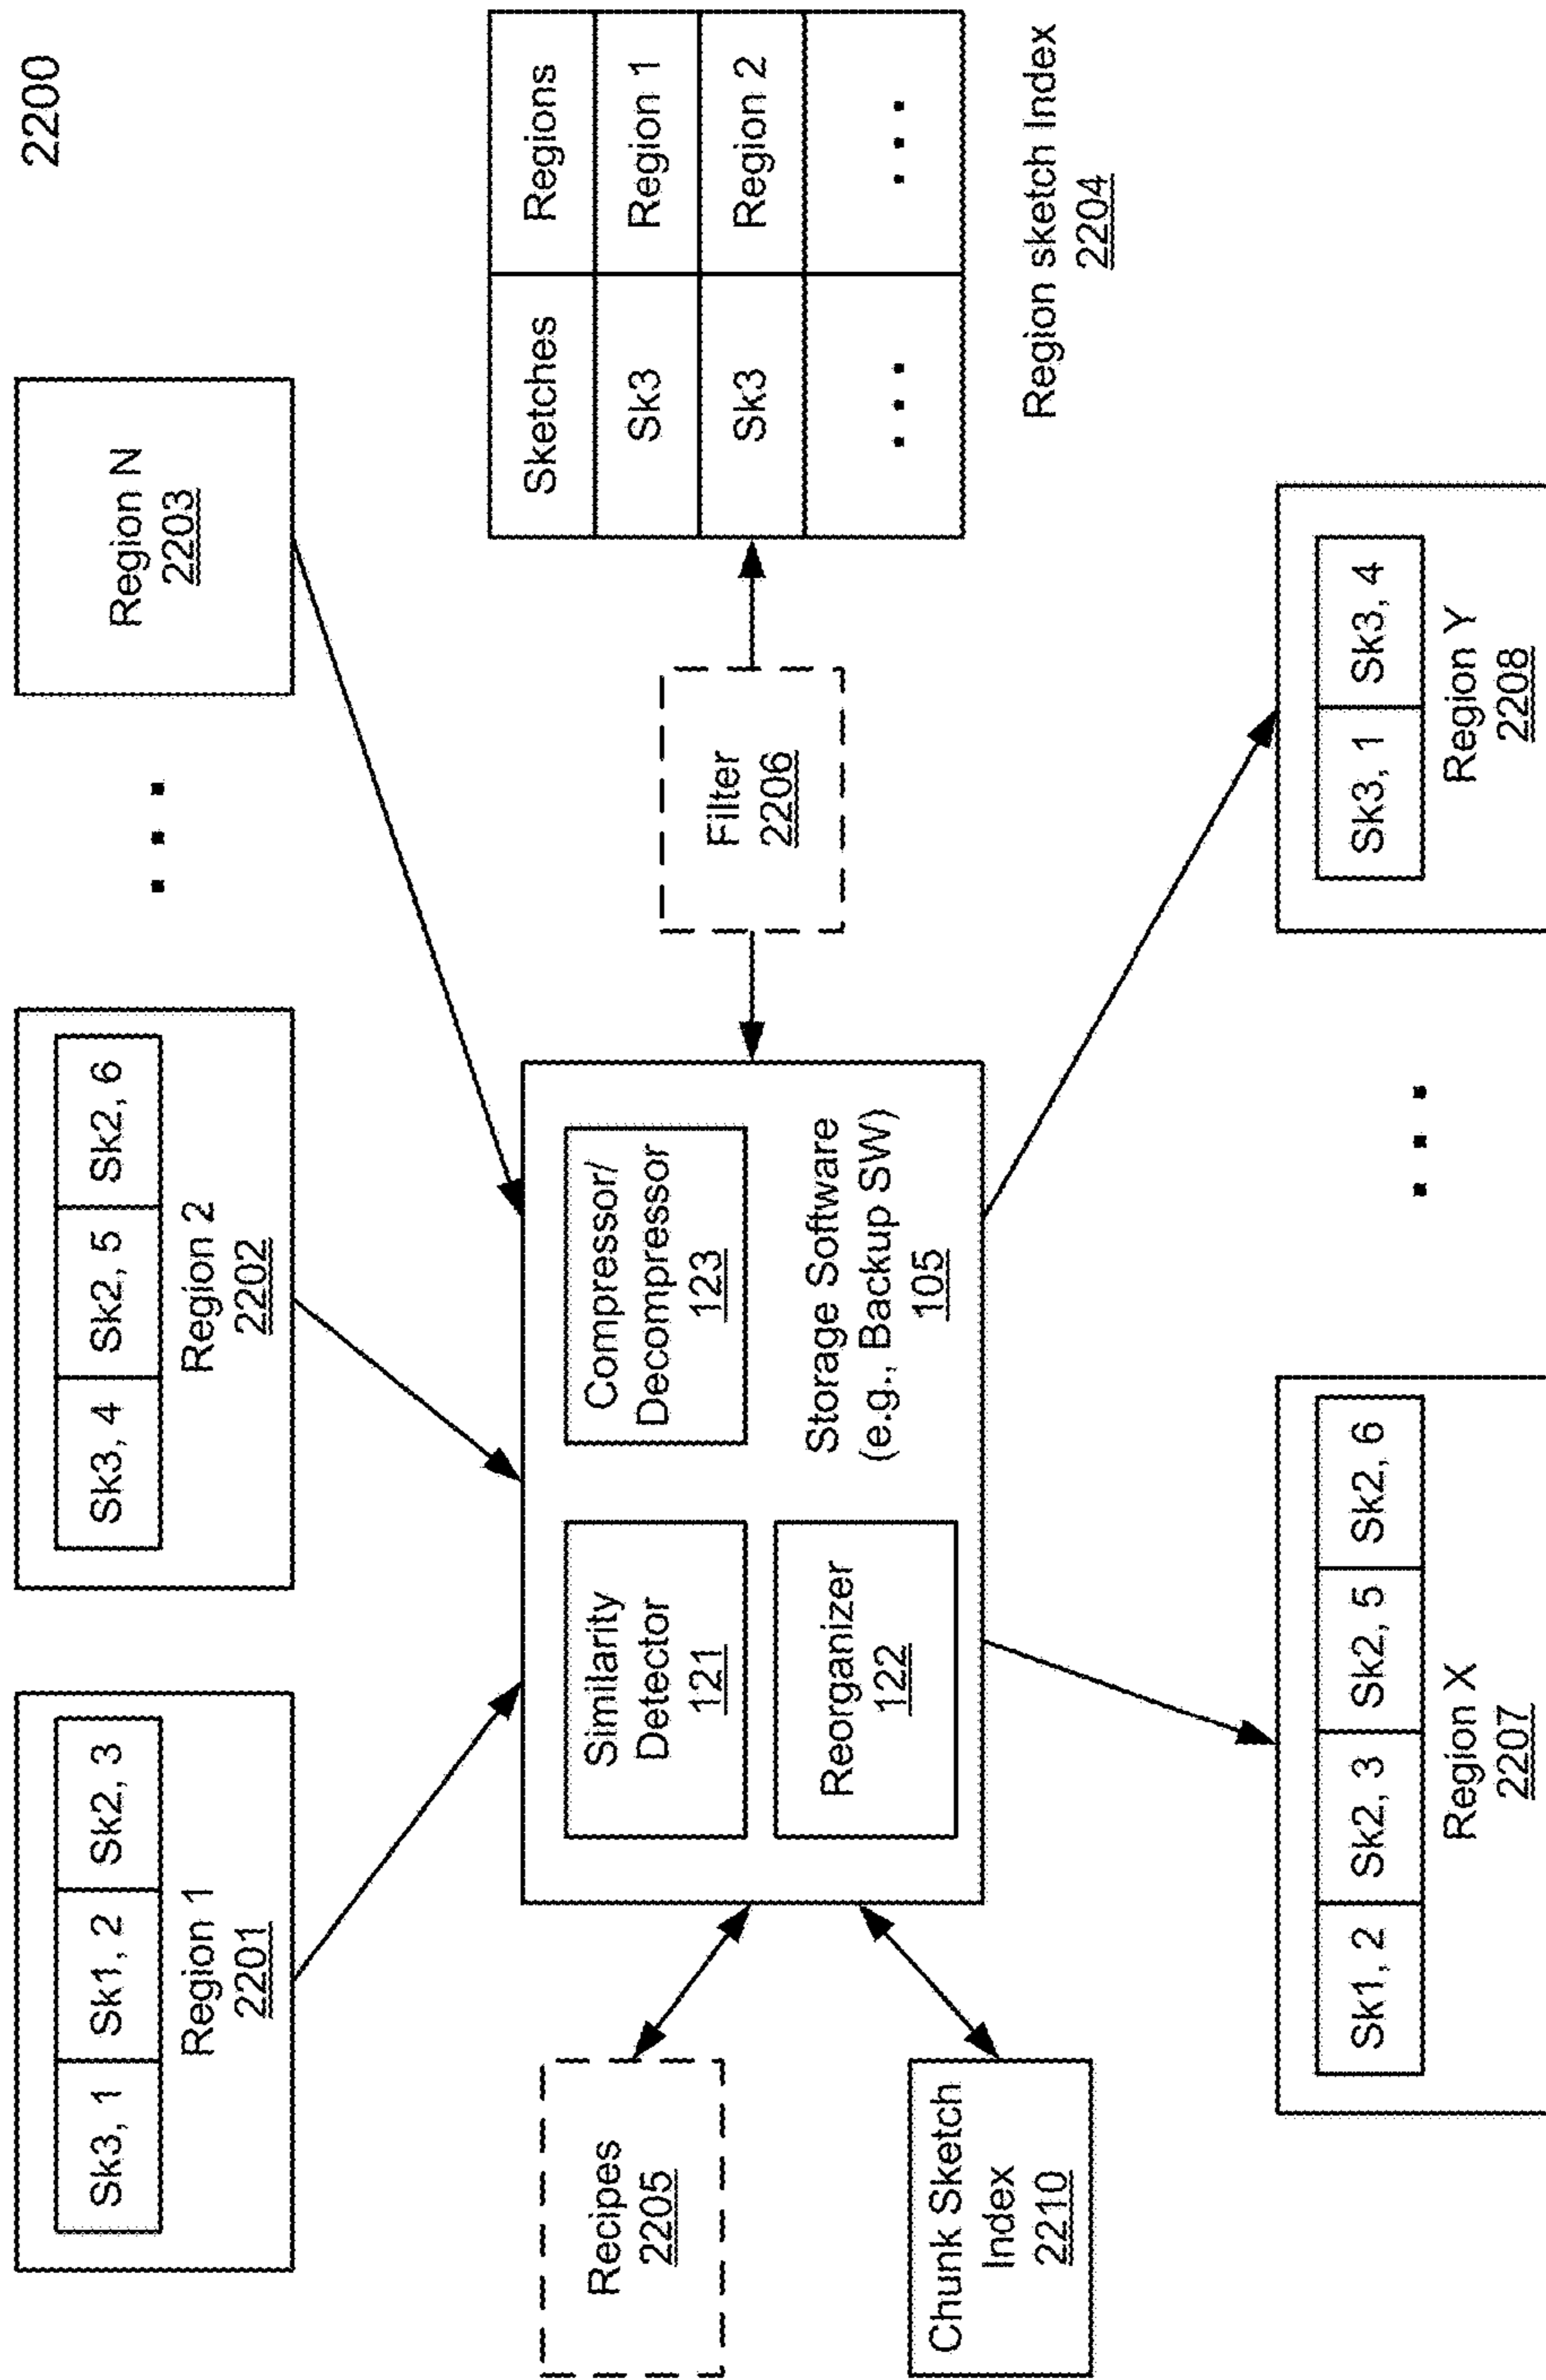 2200
Sk3, 1 Sk1, 2 Sk2, 3
Region 1
2201
Sk3, 4 Sk2, 5 Sk2, 6
Region 2
2202
Region N
2203
Recipes
2205
Chunk Sketch
Index
2210
Similarity
Detector
121
Reorganizer
122
Compressor/
Decompressor
123
Storage Software
(e.g., Backup SW)
105
Filter
2206
Sketches Regions
Sk3 Region 1
Sk3 Region 2
Region sketch Index
2204
Sk1, 2 Sk2, 3 Sk2, 5 Sk2, 6
Region X
2207
Sk3, 1 Sk3, 4
Region Y
2208